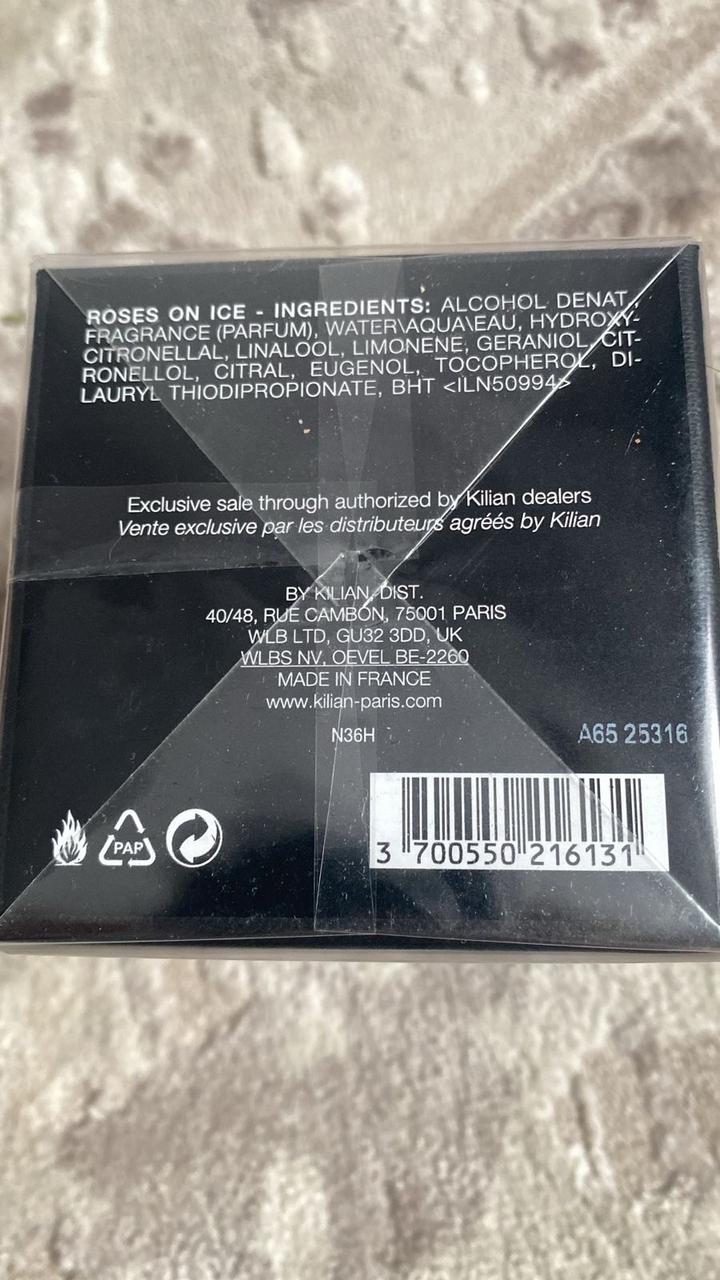 ROSES ON ICE - INGREDIENTS: ALCOHOL DENAT.,
FRAGRANCE (PARFUM), WATER\AQUA\EAU, HYDROXY-
CITRONELLAL, LINALOOL, LIMONENE, GERANIOL, CIT-
RONELLOL, CITRAL, EUGENOL, TOCOPHEROL, DI-
LAURYL THIODIPROPIONATE, BHT <ILN50994>
Exclusive sale through authorized by Kilian dealers
Vente exclusive par les distributeurs agréés by Kilian
BY KILIAN, DIST.
40/48, RUE CAMBON, 75001 PARIS
WLB LTD, GU32 3DD, UK
WLBS NV, OEVEL BE-2260
MADE IN FRANCE
www.kilian-paris.com
N36H
A65 25316
PAP
3 700550 216131